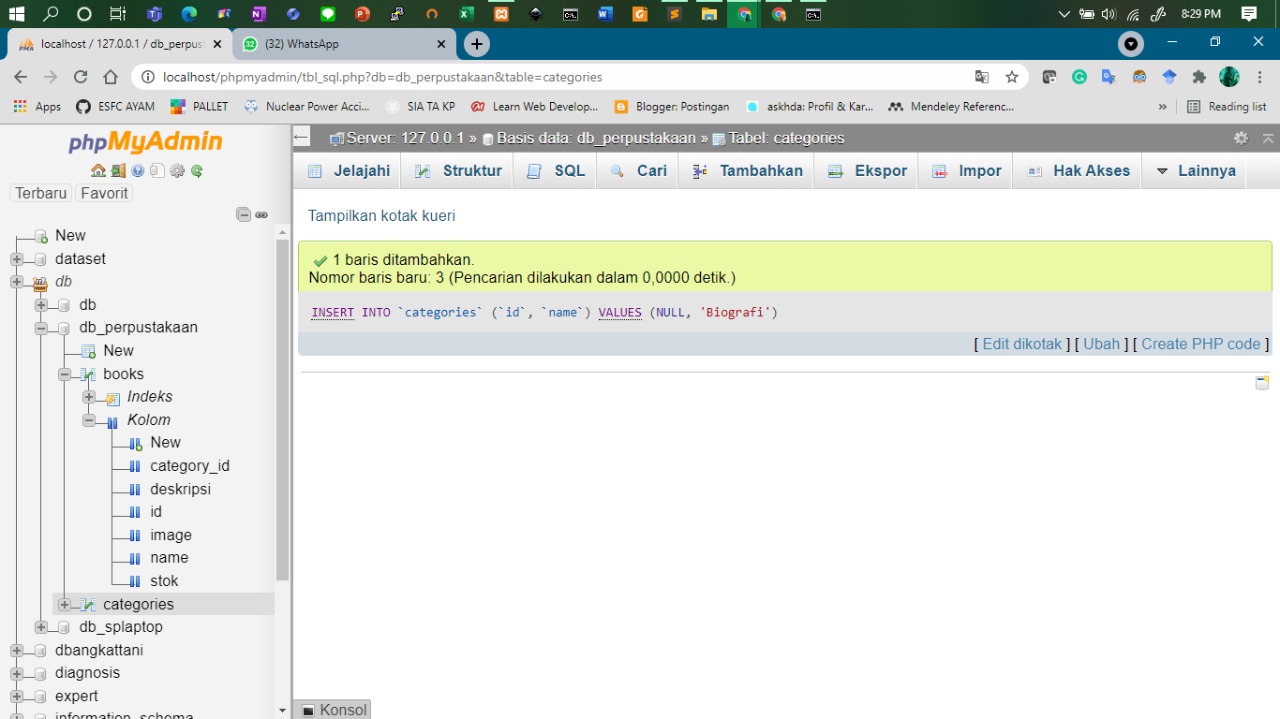 8:29 PM
localhost / 127.0.0.1 / db_perpust
(32) WhatsApp
localhost/phpmyadmin/tbl_sql.php?db=db_perpustakaan&table=categories
Apps
ESFC AYAM
PALLET
Nuclear Power Acci...
SIA TA KP
Learn Web Develop...
Blogger: Postingan
askhda: Profil & Kar...
Mendeley Referenc...
»
Reading list
phpMyAdmin
Terbaru
Favorit
New
dataset
db
db
db_perpustakaan
New
books
Indeks
Kolom
New
category_id
deskripsi
id
image
name
stok
categories
db_splaptop
dbangkattani
diagnosis
expert
information_schema
Server: 127.0.0.1 » Basis data: db_perpustakaan » Tabel: categories
Jelajahi
Struktur
SQL
Cari
Tambahkan
Ekspor
Impor
Hak Akses
Lainnya
Tampilkan kotak kueri
1 baris ditambahkan.
Nomor baris baru: 3 (Pencarian dilakukan dalam 0,0000 detik.)
INSERT INTO `categories` (`id`, `name`) VALUES (NULL, 'Biografi')
[ Edit dikotak ] [ Ubah ] [ Create PHP code ]
Konsol